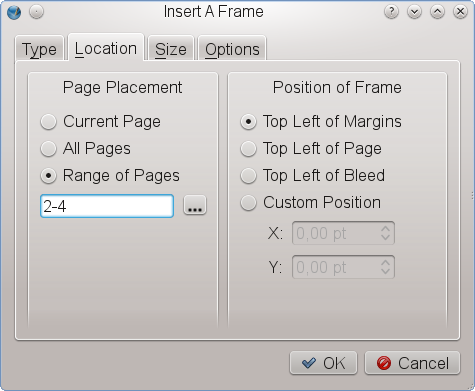 Insert A Frame
Type Location Size Options
Page Placement
Current Page
All Pages
Range of Pages
2-4
...
Position of Frame
Top Left of Margins
Top Left of Page
Top Left of Bleed
Custom Position
X: 0,00 pt
Y: 0,00 pt
OK Cancel